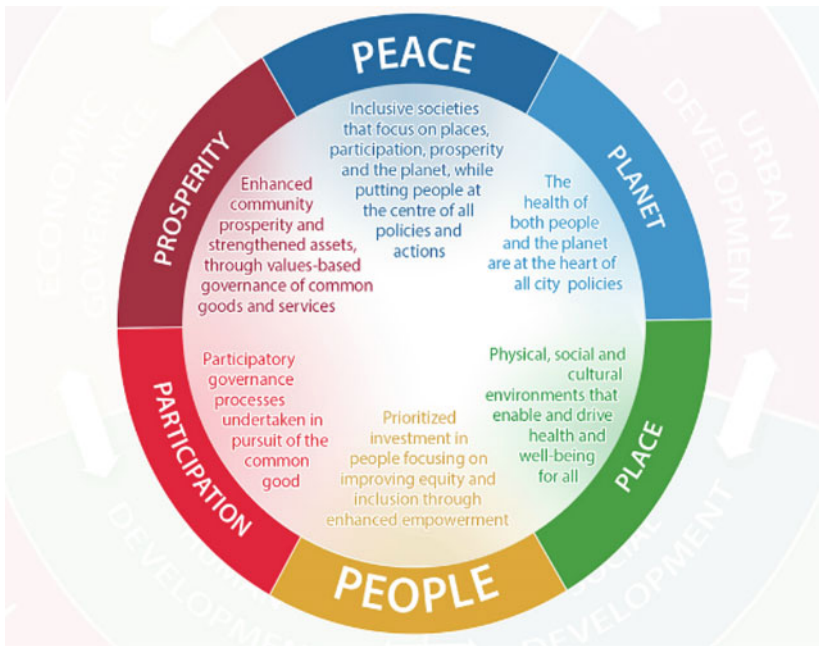 PEACE
Inclusive societies
that focus on places,
participation, prosperity
and the planet, while
putting people at
the centre of all
policies and
actions
PLANET
The
health of
both people
and the planet
are at the heart of
all city policies
PLACE
Physical, social and
cultural
environments that
enable and drive
health and
well-being
for all
PEOPLE
Prioritized
investment in
people focusing on
improving equity and
inclusion through
enhanced empowerment
PARTICIPATION
Participatory
governance
processes
undertaken in
pursuit of the
common
good
PROSPERITY
Enhanced
community
prosperity and
strengthened assets,
through values-based
governance of common
goods and services
ECONOMIC
GOVERNANCE
URBAN
DEVELOPMENT
SOCIAL
DEVELOPMENT
DEVELOPMENT